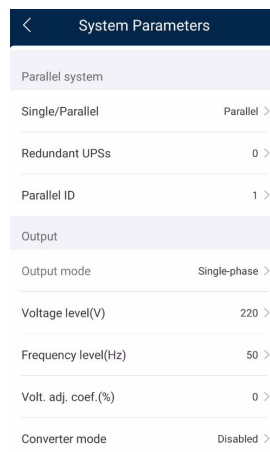 System Parameters
Parallel system
Single/Parallel Parallel
Redundant UPSs 0
Parallel ID 1
Output
Output mode Single-phase
Voltage level(V) 220
Frequency level(Hz) 50
Volt. adj. coef.(%) 0
Converter mode Disabled